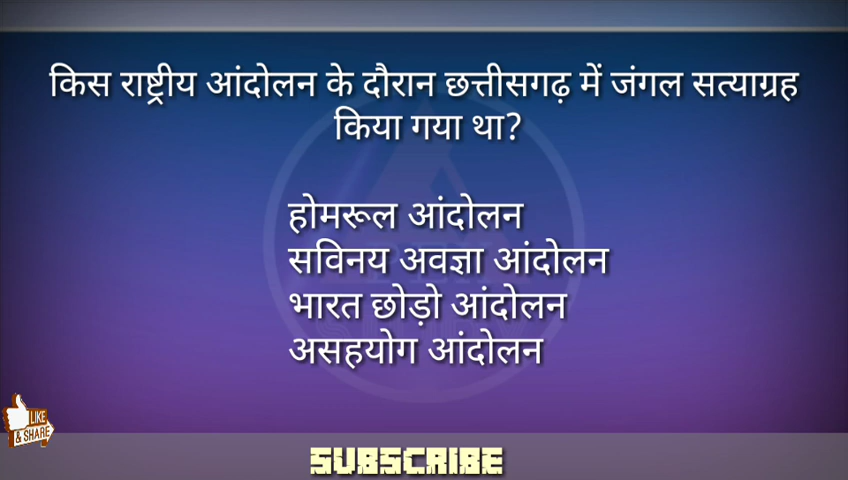 किस राष्ट्रीय आंदोलन के दौरान छत्तीसगढ़ में जंगल सत्याग्रह
किया गया था?
होमरूल आंदोलन
सविनय अवज्ञा आंदोलन
भारत छोड़ो आंदोलन
असहयोग आंदोलन
LIKE
& SHARE
SUBSCRIBE